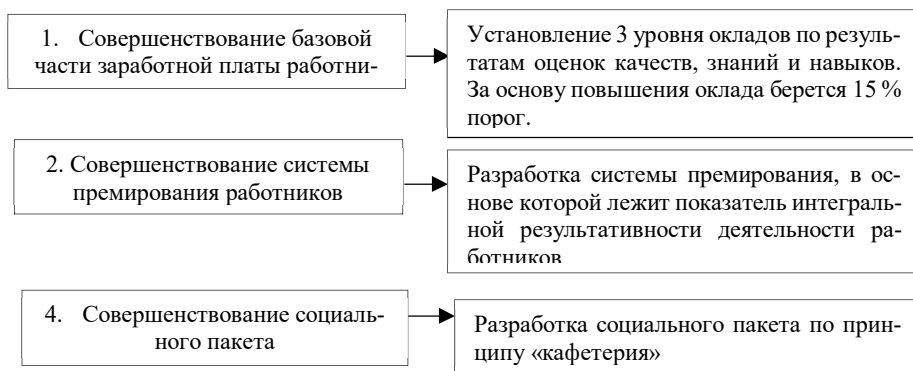 1. Совершенствование базовой
части заработной платы работни-
Установление 3 уровня окладов по резуль-
татам оценок качеств, знаний и навыков.
За основу повышения оклада берется 15 %
порог.
2. Совершенствование системы
премирования работников
Разработка системы премирования, в ос-
нове которой лежит показатель интеграль-
ной результативности деятельности ра-
ботников
4. Совершенствование социаль-
ного пакета
Разработка социального пакета по прин-
ципу «кафетерия»